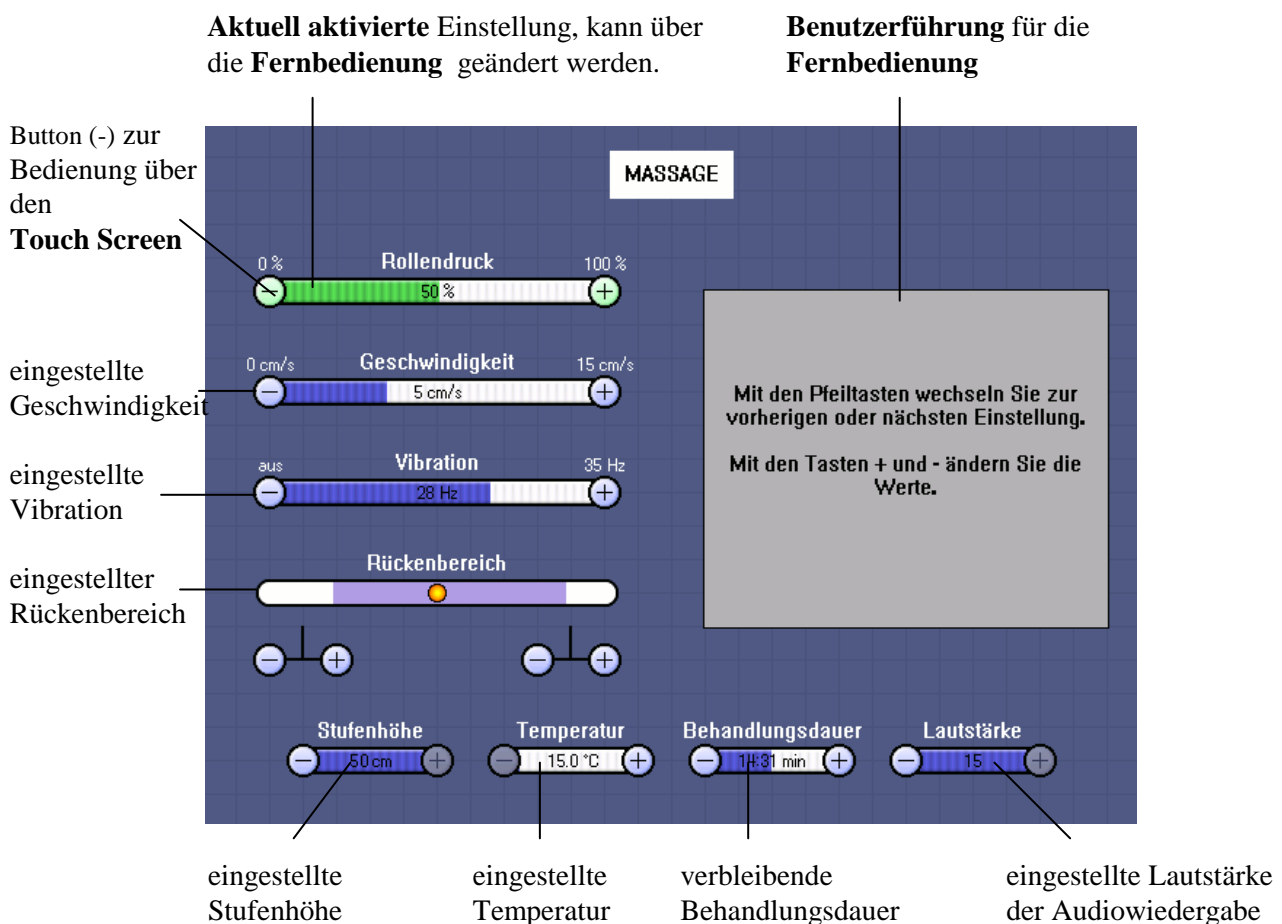 Aktuell aktivierte Einstellung, kann über
die Fernbedienung geändert werden.
Benutzerführung für die
Fernbedienung
Button (-) zur
Bedienung über
den
Touch Screen
MASSAGE
0 % Rollendruck 100 %
− 50 % +
eingestellte
Geschwindigkeit
0 cm/s Geschwindigkeit 15 cm/s
− 5 cm/s +
eingestellte
Vibration
aus Vibration 35 Hz
− 28 Hz +
eingestellter
Rückenbereich
Rückenbereich
− + − +
Mit den Pfeiltasten wechseln Sie zur
vorherigen oder nächsten Einstellung.
Mit den Tasten + und - ändern Sie die
Werte.
Stufenhöhe Temperatur Behandlungsdauer Lautstärke
− 50 cm + − 15.0 °C + − 14:31 min + − 15 +
eingestellte
Stufenhöhe
eingestellte
Temperatur
verbleibende
Behandlungsdauer
eingestellte Lautstärke
der Audiowiedergabe